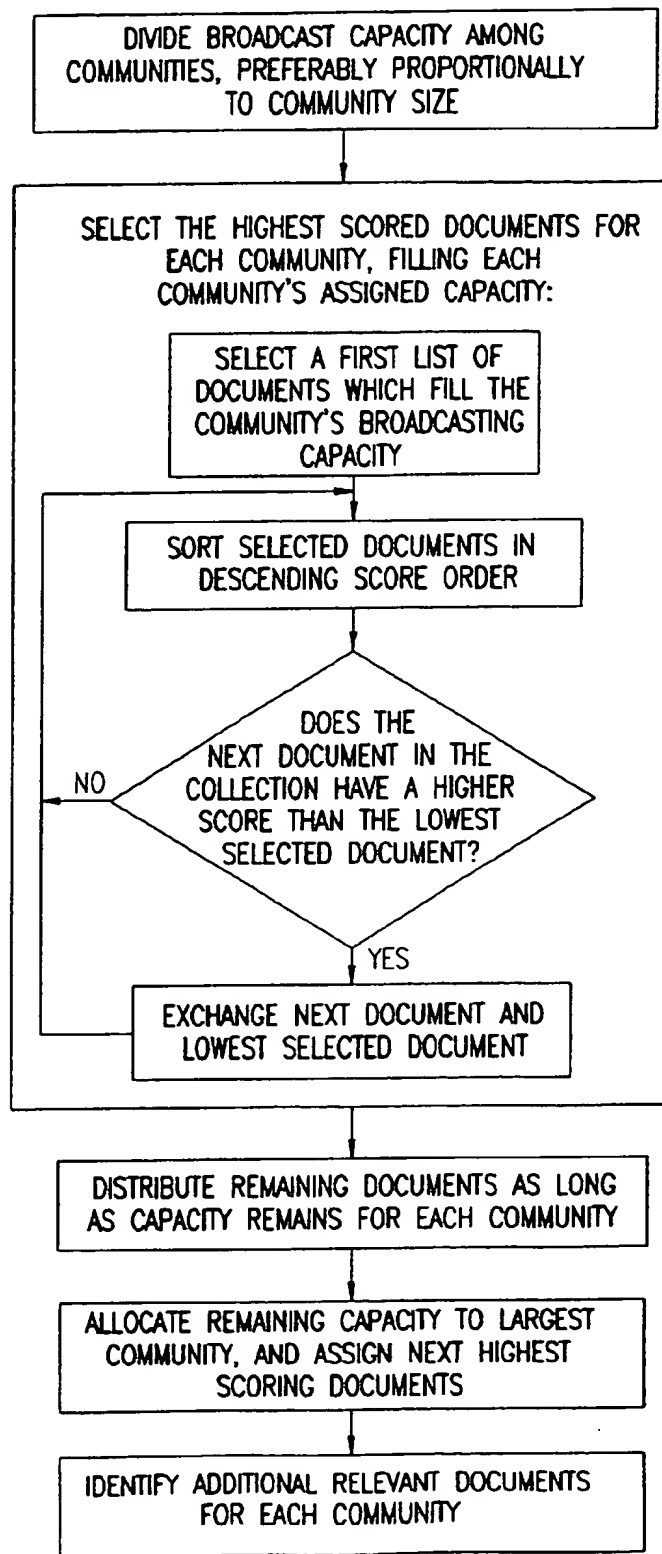 DIVIDE BROADCAST CAPACITY AMONG
COMMUNITIES, PREFERABLY PROPORTIONALLY
TO COMMUNITY SIZE
SELECT THE HIGHEST SCORED DOCUMENTS FOR
EACH COMMUNITY, FILLING EACH
COMMUNITY'S ASSIGNED CAPACITY:
SELECT A FIRST LIST OF
DOCUMENTS WHICH FILL THE
COMMUNITY'S BROADCASTING
CAPACITY
SORT SELECTED DOCUMENTS IN
DESCENDING SCORE ORDER
DOES THE
NEXT DOCUMENT IN THE
COLLECTION HAVE A HIGHER
SCORE THAN THE LOWEST
SELECTED DOCUMENT?
NO
YES
EXCHANGE NEXT DOCUMENT AND
LOWEST SELECTED DOCUMENT
DISTRIBUTE REMAINING DOCUMENTS AS LONG
AS CAPACITY REMAINS FOR EACH COMMUNITY
ALLOCATE REMAINING CAPACITY TO LARGEST
COMMUNITY, AND ASSIGN NEXT HIGHEST
SCORING DOCUMENTS
IDENTIFY ADDITIONAL RELEVANT DOCUMENTS
FOR EACH COMMUNITY